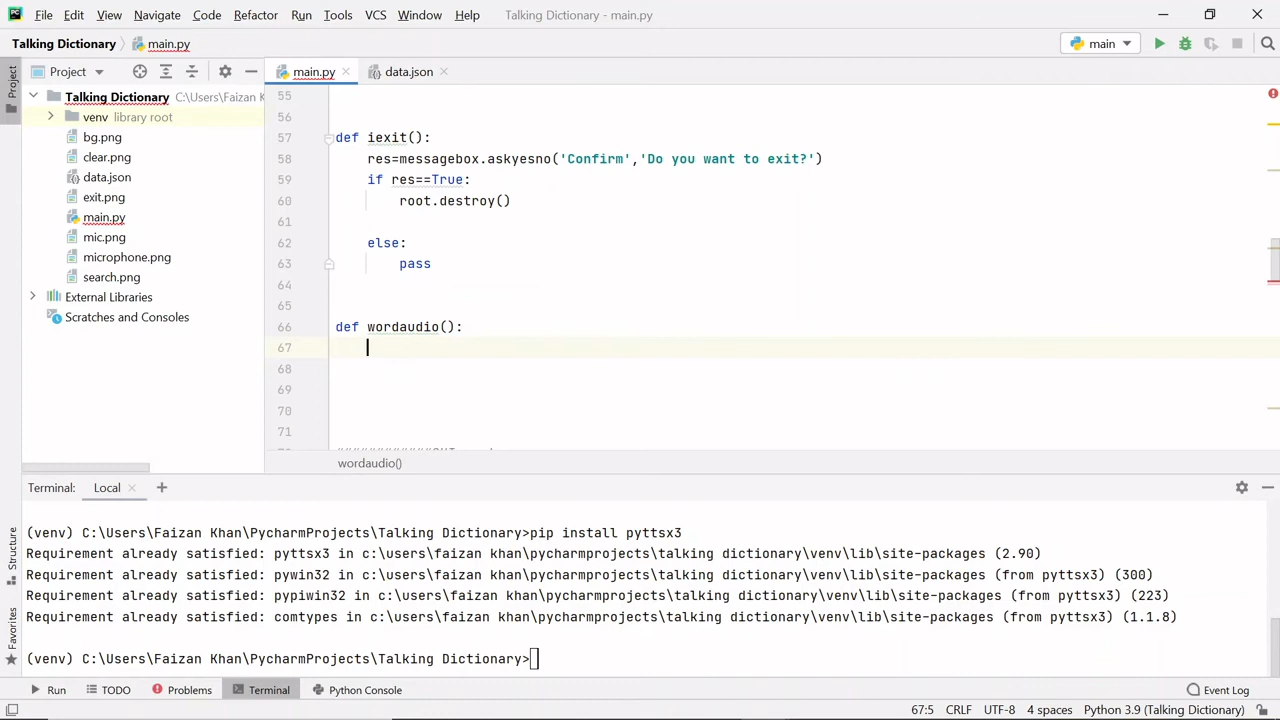 File Edit View Navigate Code Refactor Run Tools VCS Window Help Talking Dictionary - main.py
Talking Dictionary main.py main
Project main.py data.json
Project
Talking Dictionary C:\Users\Faizan K
venv library root
bg.png
clear.png
data.json
exit.png
main.py
mic.png
microphone.png
search.png
External Libraries
Scratches and Consoles
55
56
57 def iexit():
58 res=messagebox.askyesno('Confirm','Do you want to exit?')
59 if res==True:
60 root.destroy()
61
62 else:
63 pass
64
65
66 def wordaudio():
67
68
69
70
71
wordaudio()
Terminal: Local
(venv) C:\Users\Faizan Khan\PycharmProjects\Talking Dictionary>pip install pyttsx3
Requirement already satisfied: pyttsx3 in c:\users\faizan khan\pycharmprojects\talking dictionary\venv\lib\site-packages (2.90)
Requirement already satisfied: pywin32 in c:\users\faizan khan\pycharmprojects\talking dictionary\venv\lib\site-packages (from pyttsx3) (300)
Requirement already satisfied: pypiwin32 in c:\users\faizan khan\pycharmprojects\talking dictionary\venv\lib\site-packages (from pyttsx3) (223)
Requirement already satisfied: comtypes in c:\users\faizan khan\pycharmprojects\talking dictionary\venv\lib\site-packages (from pyttsx3) (1.1.8)
(venv) C:\Users\Faizan Khan\PycharmProjects\Talking Dictionary>
Structure
Favorites
Run TODO Problems Terminal Python Console Event Log
67:5 CRLF UTF-8 4 spaces Python 3.9 (Talking Dictionary)